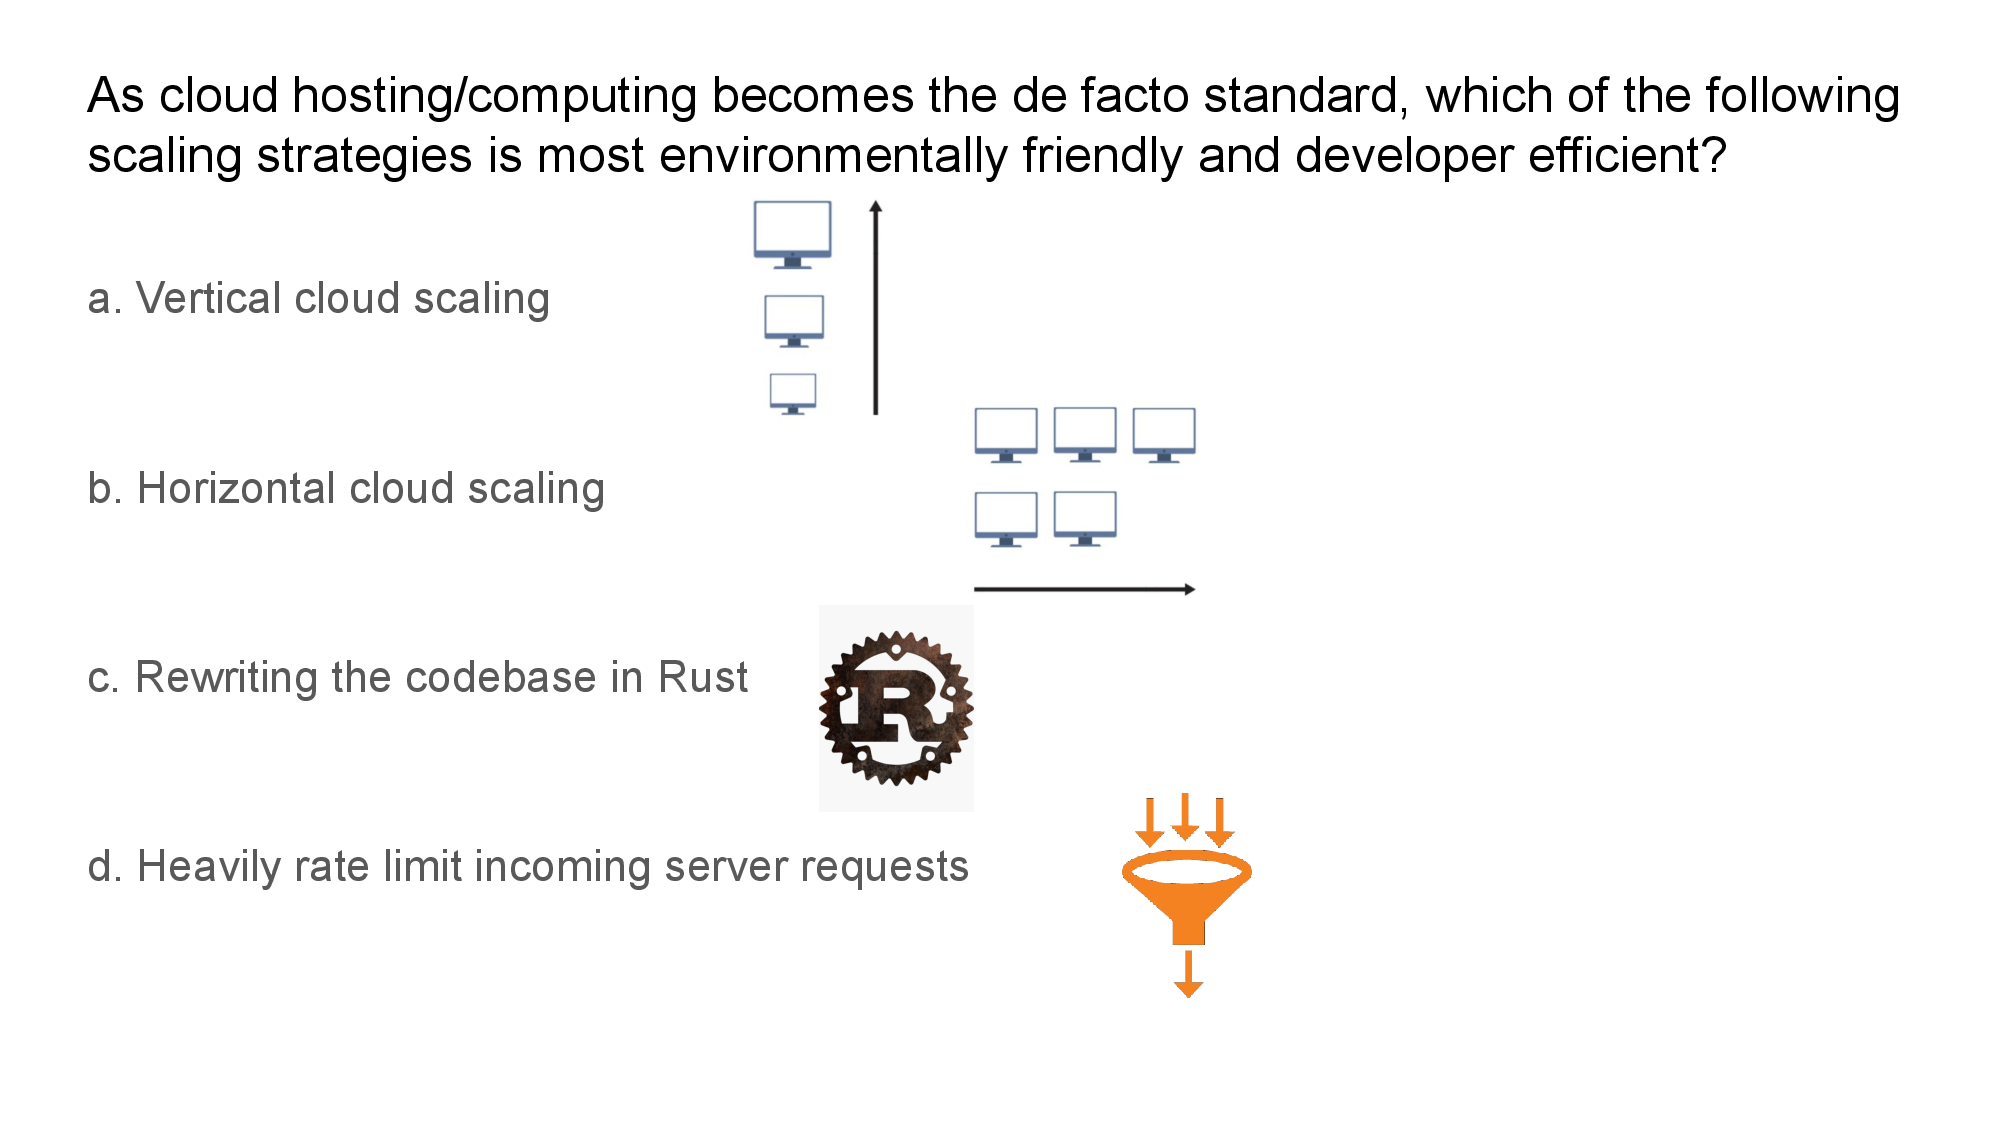 As cloud hosting/computing becomes the de facto standard, which of the following
scaling strategies is most environmentally friendly and developer efficient?
a. Vertical cloud scaling
b. Horizontal cloud scaling
c. Rewriting the codebase in Rust
R
d. Heavily rate limit incoming server requests